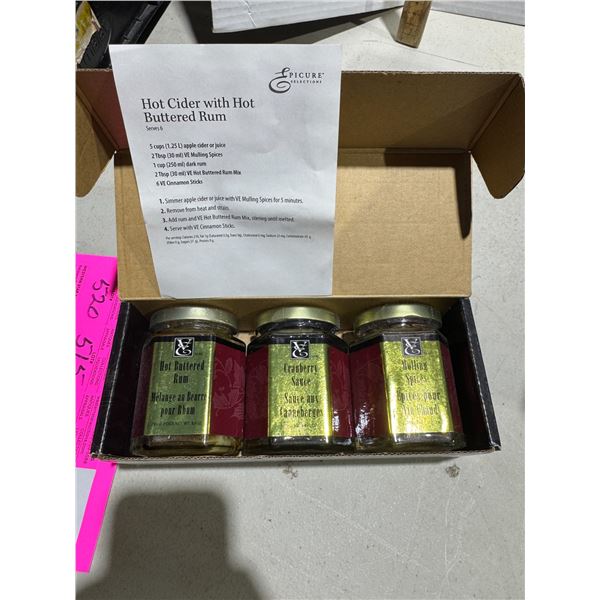 EPICURE
SELECTIONS
Hot Cider with Hot
Buttered Rum
Serves 6
5 cups (1.25 L) apple cider or juice
2 Tbsp (30 ml) VE Mulling Spices
1 cup (250 ml) dark rum
2 Tbsp (30 ml) VE Hot Buttered Rum Mix
6 VE Cinnamon Sticks
1. Simmer apple cider or juice with VE Mulling Spices for 5 minutes.
2. Remove from heat and strain.
3. Add rum and VE Hot Buttered Rum Mix, stirring until melted.
4. Serve with VE Cinnamon Sticks.
520
515
VE
Hot Buttered
Rum
Mélange au Beurre
pour Rhum
VE
Cranberry
Sauce
Sauce aux
Canneberges
VE
Mulling
Spices
Épices pour